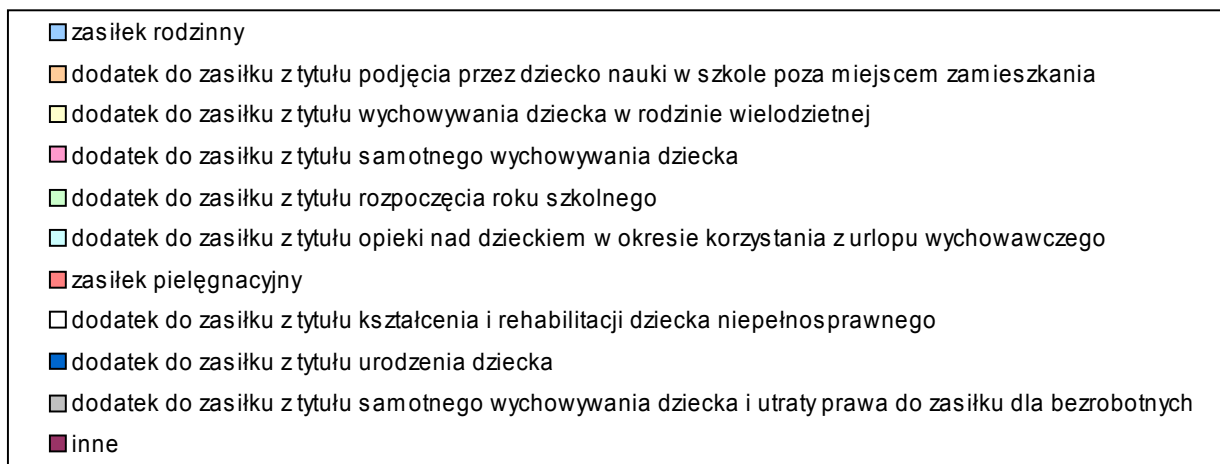 zasiłek rodzinny
dodatek do zasiłku z tytułu podjęcia przez dziecko nauki w szkole poza miejscem zamieszkania
dodatek do zasiłku z tytułu wychowywania dziecka w rodzinie wielodzietnej
dodatek do zasiłku z tytułu samotnego wychowywania dziecka
dodatek do zasiłku z tytułu rozpoczęcia roku szkolnego
dodatek do zasiłku z tytułu opieki nad dzieckiem w okresie korzystania z urlopu wychowawczego
zasiłek pielęgnacyjny
dodatek do zasiłku z tytułu kształcenia i rehabilitacji dziecka niepełnosprawnego
dodatek do zasiłku z tytułu urodzenia dziecka
dodatek do zasiłku z tytułu samotnego wychowywania dziecka i utraty prawa do zasiłku dla bezrobotnych
inne